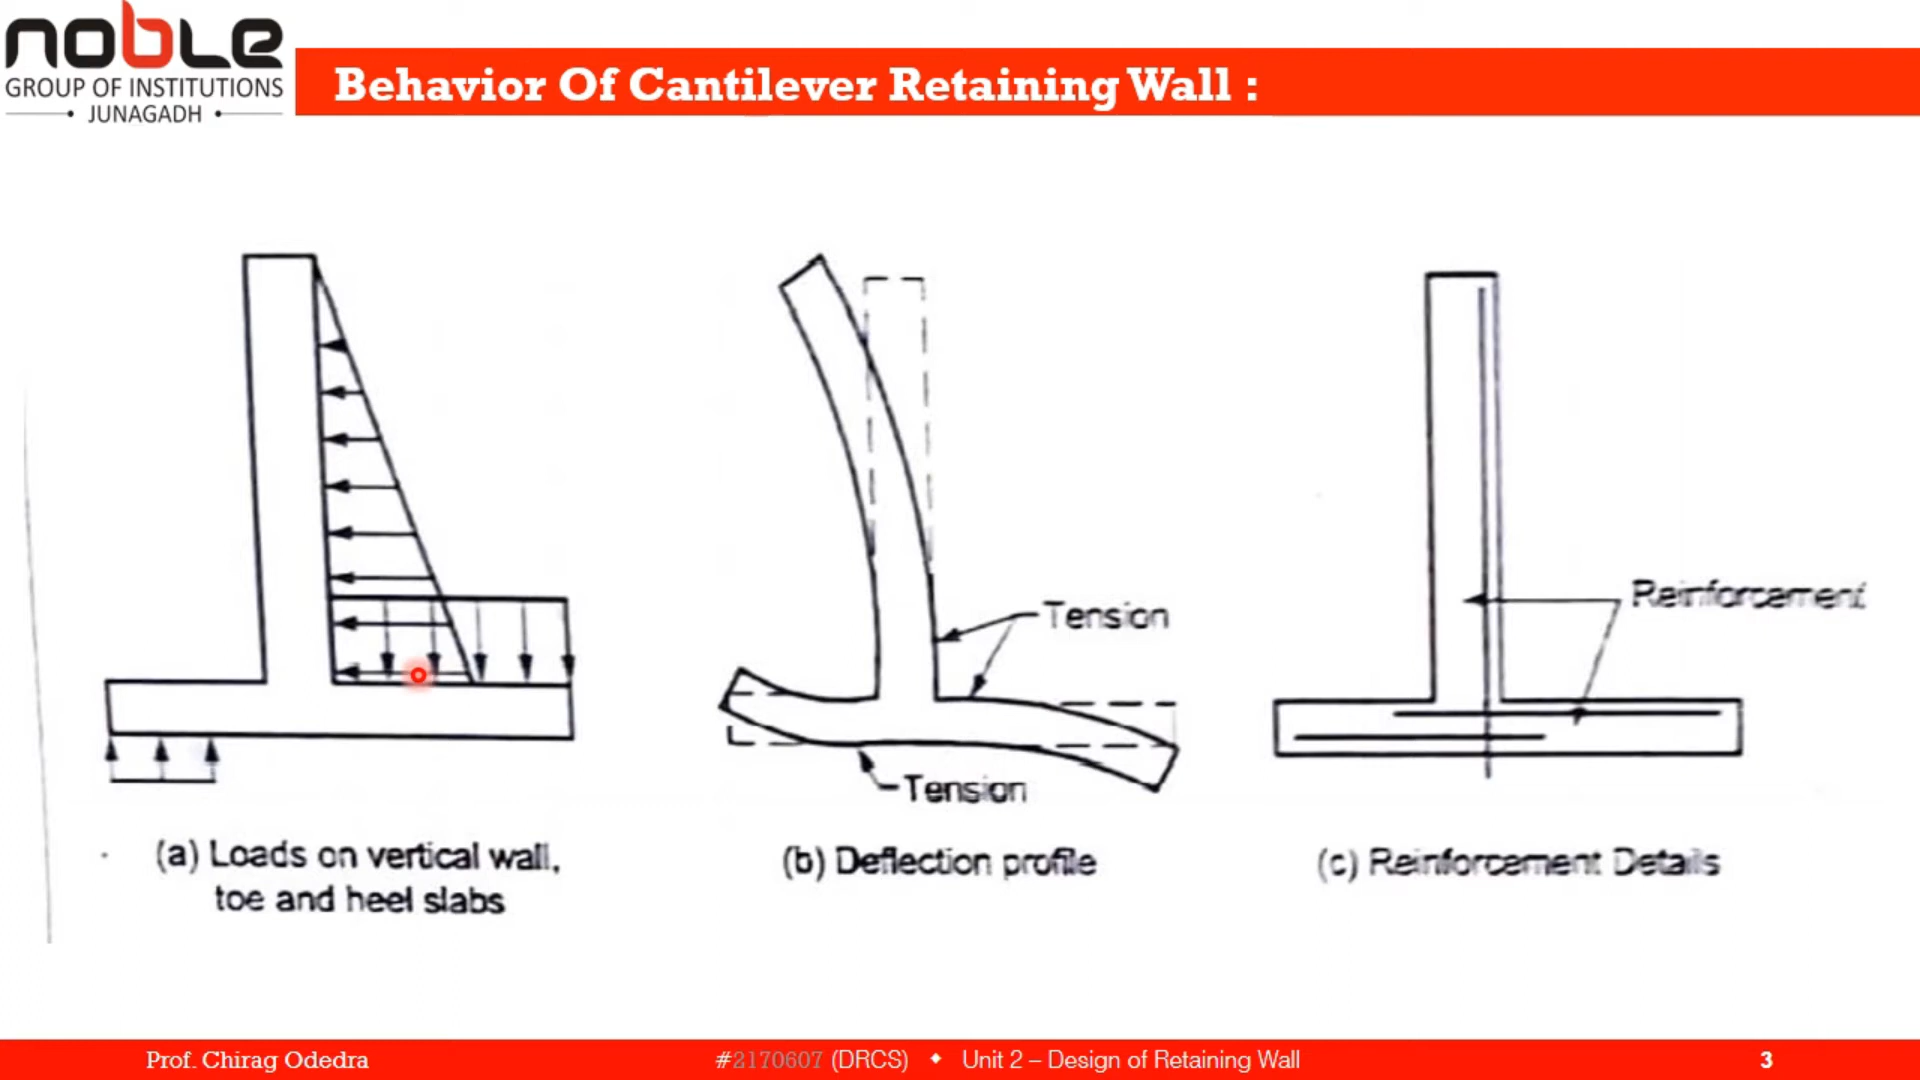 noble
GROUP OF INSTITUTIONS
• JUNAGADH •
Behavior Of Cantilever Retaining Wall :
Tension
Tension
Reinforcement
(a) Loads on vertical wall,
toe and heel slabs
(b) Deflection profile
(c) Reinforcement Details
Prof. Chirag Odedra
#2170607 (DRCS) ◆ Unit 2 – Design of Retaining Wall
3